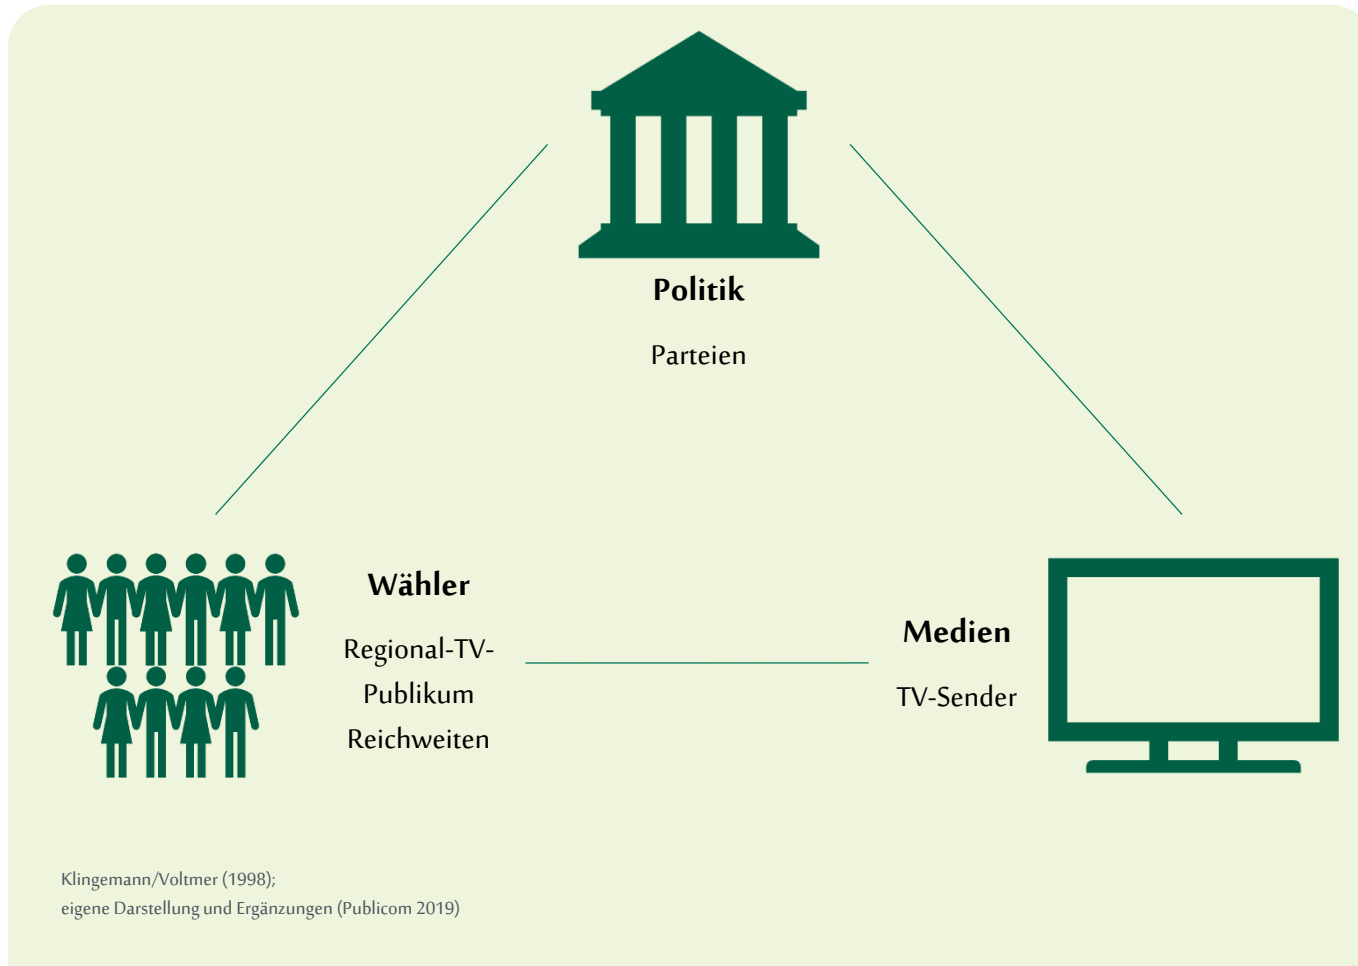 Politik
Parteien
Wähler
Regional-TV-
Publikum
Reichweiten
Medien
TV-Sender
Klingemann/Voltmer (1998);
eigene Darstellung und Ergänzungen (Publicom 2019)